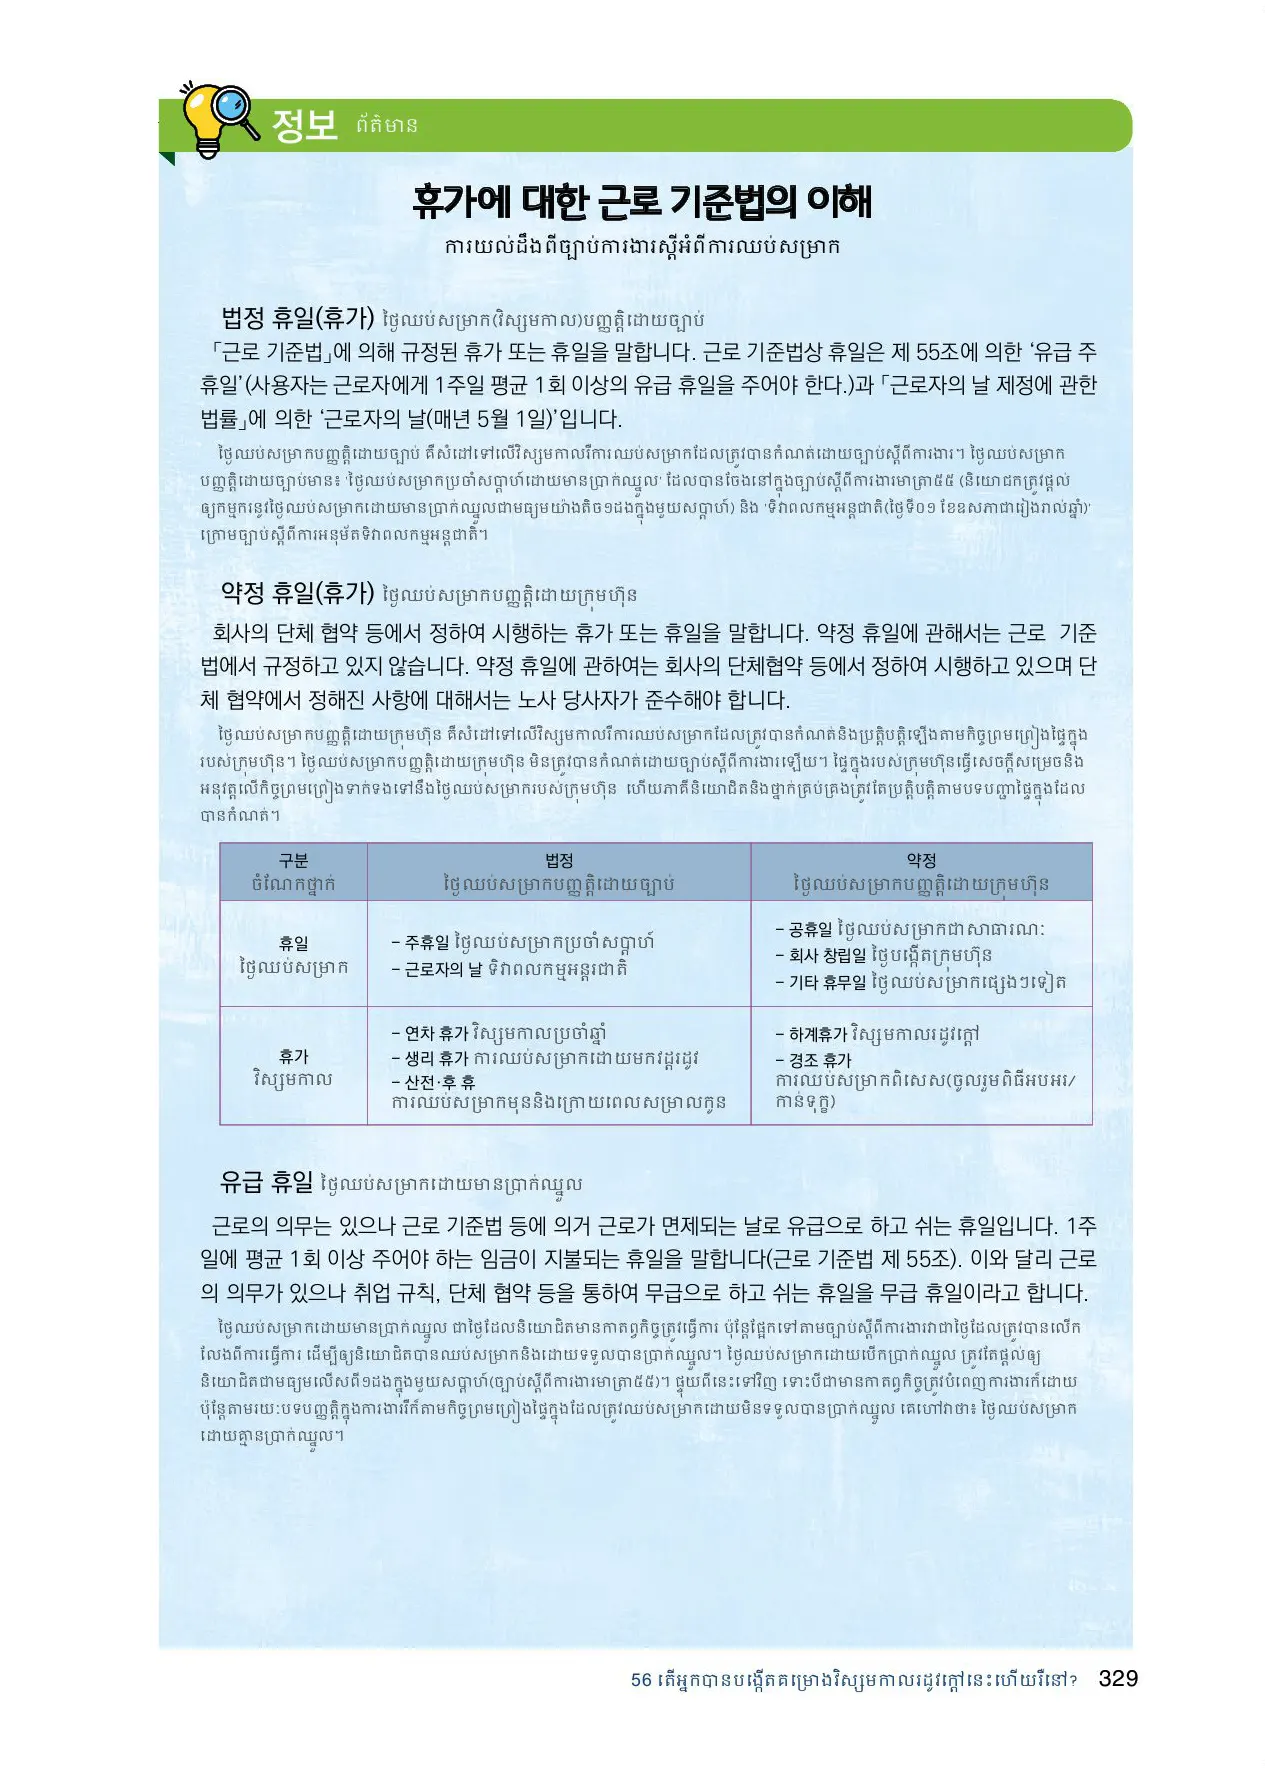 정보 ព័ត៌មាន
휴가에 대한 근로 기준법의 이해
ការយល់ដឹងពីច្បាប់ការងារស្តីអំពីការឈប់សម្រាក
법정 휴일(휴가) ថ្ងៃឈប់សម្រាក(វិស្សមកាល)បញ្ញត្តិដោយច្បាប់
「근로 기준법」에 의해 규정된 휴가 또는 휴일을 말합니다. 근로 기준법상 휴일은 제 55조에 의한 ‘유급 주
휴일’(사용자는 근로자에게 1주일 평균 1회 이상의 유급 휴일을 주어야 한다.)과 「근로자의 날 제정에 관한
법률」에 의한 ‘근로자의 날(매년 5월 1일)’입니다.
ថ្ងៃឈប់សម្រាកបញ្ញត្តិដោយច្បាប់ គឺសំដៅទៅលើវិស្សមកាលរឺការឈប់សម្រាកដែលត្រូវបានកំណត់ដោយច្បាប់ស្តីពីការងារ។ ថ្ងៃឈប់សម្រាក
បញ្ញត្តិដោយច្បាប់មាន៖ 'ថ្ងៃឈប់សម្រាកប្រចាំសប្តាហ៍ដោយមានប្រាក់ឈ្នួល' ដែលបានចែងនៅក្នុងច្បាប់ស្តីពីការងារមាត្រា៥៥ (និយោជកត្រូវផ្តល់
ឲ្យកម្មករនូវថ្ងៃឈប់សម្រាកដោយមានប្រាក់ឈ្នួលជាមធ្យមយ៉ាងតិច១ដងក្នុងមួយសប្តាហ៍) និង 'ទិវាពលកម្មអន្តជាតិ(ថ្ងៃទី០១ ខែឧសភាជារៀងរាល់ឆ្នាំ)'
ក្រោមច្បាប់ស្តីពីការអនុម័តទិវាពលកម្មអន្តជាតិ។
약정 휴일(휴가) ថ្ងៃឈប់សម្រាកបញ្ញត្តិដោយក្រុមហ៊ុន
회사의 단체 협약 등에서 정하여 시행하는 휴가 또는 휴일을 말합니다. 약정 휴일에 관해서는 근로 기준
법에서 규정하고 있지 않습니다. 약정 휴일에 관하여는 회사의 단체협약 등에서 정하여 시행하고 있으며 단
체 협약에서 정해진 사항에 대해서는 노사 당사자가 준수해야 합니다.
ថ្ងៃឈប់សម្រាកបញ្ញត្តិដោយក្រុមហ៊ុន គឺសំដៅទៅលើវិស្សមកាលរឺការឈប់សម្រាកដែលត្រូវបានកំណត់និងប្រតិ្តបត្តិឡើងតាមកិច្ចព្រមព្រៀងផ្ទៃក្នុង
របស់ក្រុមហ៊ុន។ ថ្ងៃឈប់សម្រាកបញ្ញត្តិដោយក្រុមហ៊ុន មិនត្រូវបានកំណត់ដោយច្បាប់ស្តីពីការងារឡើយ។ ផ្ទៃក្នុងរបស់ក្រុមហ៊ុនធ្វើសេចក្តីសម្រេចនិង
អនុវត្តលើកិច្ចព្រមព្រៀងទាក់ទងទៅនឹងថ្ងៃឈប់សម្រាករបស់ក្រុមហ៊ុន ហើយភាគីនិយោជិតនិងថ្នាក់គ្រប់គ្រងត្រូវតែប្រត្តិបត្តិតាមបទបញ្ជាផ្ទៃក្នុងដែល
បានកំណត់។
구분 법정 약정
ចំណែកថ្នាក់ ថ្ងៃឈប់សម្រាកបញ្ញត្តិដោយច្បាប់ ថ្ងៃឈប់សម្រាកបញ្ញត្តិដោយក្រុមហ៊ុន
휴일
ថ្ងៃឈប់សម្រាក
– 주휴일 ថ្ងៃឈប់សម្រាកប្រចាំសប្តាហ៍
– 근로자의 날 ទិវាពលកម្មអន្តរជាតិ
– 공휴일 ថ្ងៃឈប់សម្រាកជាសាធារណៈ
– 회사 창립일 ថ្ងៃបង្កើតក្រុមហ៊ុន
– 기타 휴무일 ថ្ងៃឈប់សម្រាកផ្សេងៗទៀត
휴가
វិស្សមកាល
– 연차 휴가 វិស្សមកាលប្រចាំឆ្នាំ
– 생리 휴가 ការឈប់សម្រាកដោយមកវដ្តរដូវ
– 산전·후 휴
ការឈប់សម្រាកមុននិងក្រោយពេលសម្រាលកូន
– 하계휴가 វិស្សមកាលរដូវក្តៅ
– 경조 휴가
ការឈប់សម្រាកពិសេស(ចូលរួមពិធីអបអរ/
កាន់ទុក្ខ)
유급 휴일 ថ្ងៃឈប់សម្រាកដោយមានប្រាក់ឈ្នួល
근로의 의무는 있으나 근로 기준법 등에 의거 근로가 면제되는 날로 유급으로 하고 쉬는 휴일입니다. 1주
일에 평균 1회 이상 주어야 하는 임금이 지불되는 휴일을 말합니다(근로 기준법 제 55조). 이와 달리 근로
의 의무가 있으나 취업 규칙, 단체 협약 등을 통하여 무급으로 하고 쉬는 휴일을 무급 휴일이라고 합니다.
ថ្ងៃឈប់សម្រាកដោយមានប្រាក់ឈ្នួល ជាថ្ងៃដែលនិយោជិតមានកាតព្វកិច្ចត្រូវធ្វើការ ប៉ុន្តែផ្អែកទៅតាមច្បាប់ស្តីពីការងារវាជាថ្ងៃដែលត្រូវបានលើក
លែងពីការធ្វើការ ដើម្បីឲ្យនិយោជិតបានឈប់សម្រាកនិងដោយទទួលបានប្រាក់ឈ្នួល។ ថ្ងៃឈប់សម្រាកដោយបើកប្រាក់ឈ្នួល ត្រូវតែផ្តល់ឲ្យ
និយោជិតជាមធ្យមលើសពី១ដងក្នុងមួយសប្តាហ៍(ច្បាប់ស្តីពីការងារមាត្រា៥៥)។ ផ្ទុយពីនេះទៅវិញ ទោះបីជាមានកាតព្វកិច្ចត្រូវបំពេញការងារក៏ដោយ
ប៉ុន្តែតាមរយៈបទបញ្ញត្តិក្នុងការងាររឺក៏តាមកិច្ចព្រមព្រៀងផ្ទៃក្នុងដែលត្រូវឈប់សម្រាកដោយមិនទទួលបានប្រាក់ឈ្នួល គេហៅវាថា៖ ថ្ងៃឈប់សម្រាក
ដោយគ្មានប្រាក់ឈ្នួល។
56 តើអ្នកបានបង្កើតគម្រោងវិស្សមកាលរដូវក្តៅនេះហើយរឺនៅ? 329